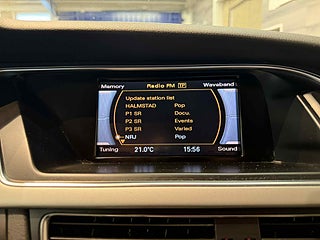 Memory Radio FM TP Waveband
Update station list
HALMSTAD Pop
P1 SR Docu.
P2 SR Events
P3 SR Varied
NRJ Pop
Tuning 21.0°C 15:56 Sound